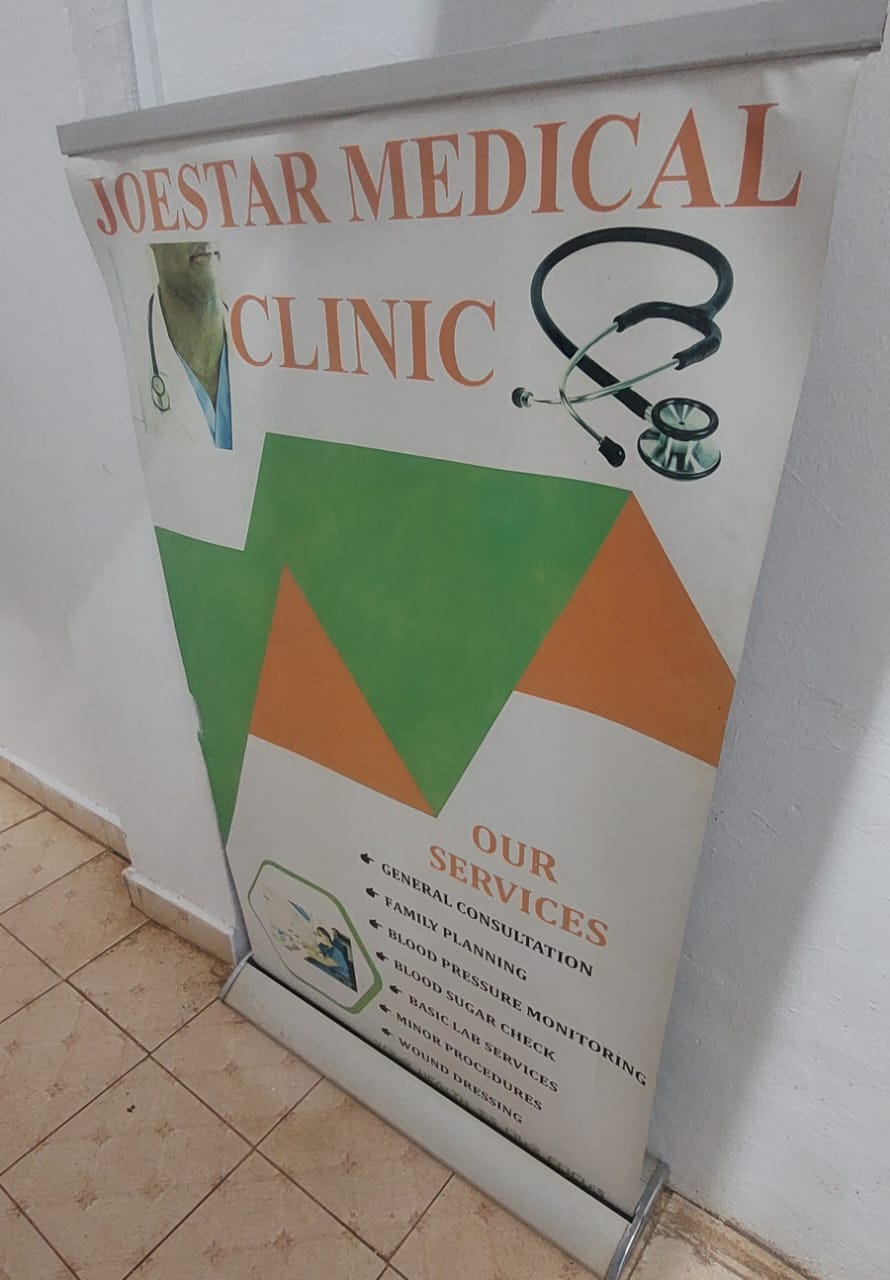 JOESTAR MEDICAL
CLINIC
OUR
SERVICES
GENERAL CONSULTATION
FAMILY PLANNING
BLOOD PRESSURE MONITORING
BLOOD SUGAR CHECK
BASIC LAB SERVICES
MINOR PROCEDURES
WOUND DRESSING